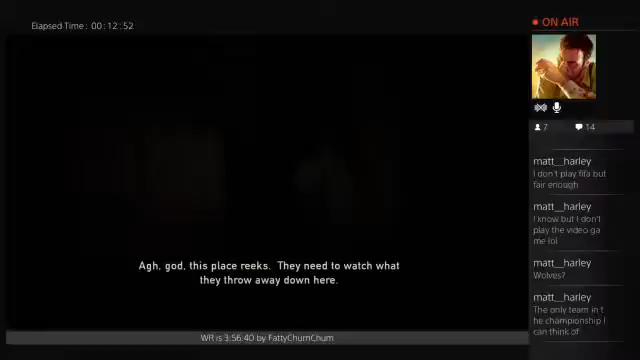 Elapsed Time : 00:12:52
ON AIR
7
14
matt__harley
I don't play fifa but
fair enough
matt__harley
I know but I don't
play the video ga
me lol
matt__harley
Wolves?
matt__harley
The only team in t
he championship I
can think of
Agh, god, this place reeks. They need to watch what
they throw away down here.
WR is 3:56:40 by FattyChumChum